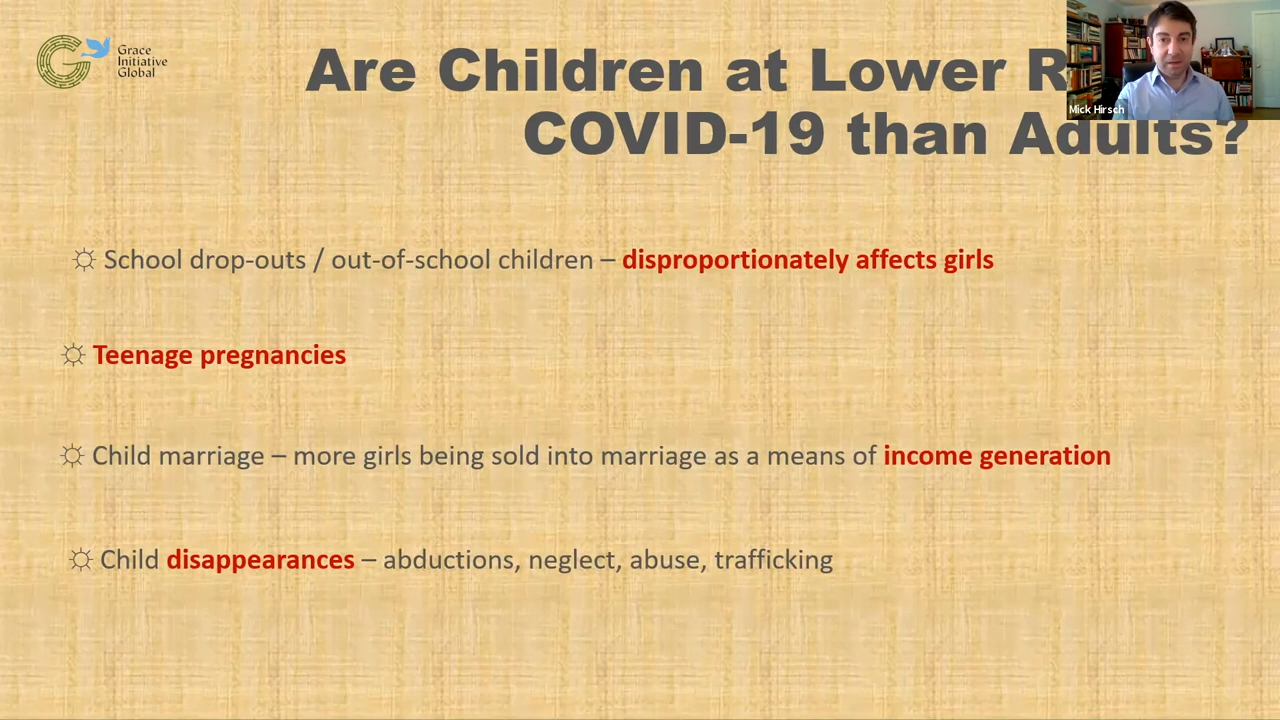 Grace
Initiative
Global
Are Children at Lower R
COVID-19 than Adults?
Mick Hirsch
☼ School drop-outs / out-of-school children – disproportionately affects girls
☼ Teenage pregnancies
☼ Child marriage – more girls being sold into marriage as a means of income generation
☼ Child disappearances – abductions, neglect, abuse, trafficking